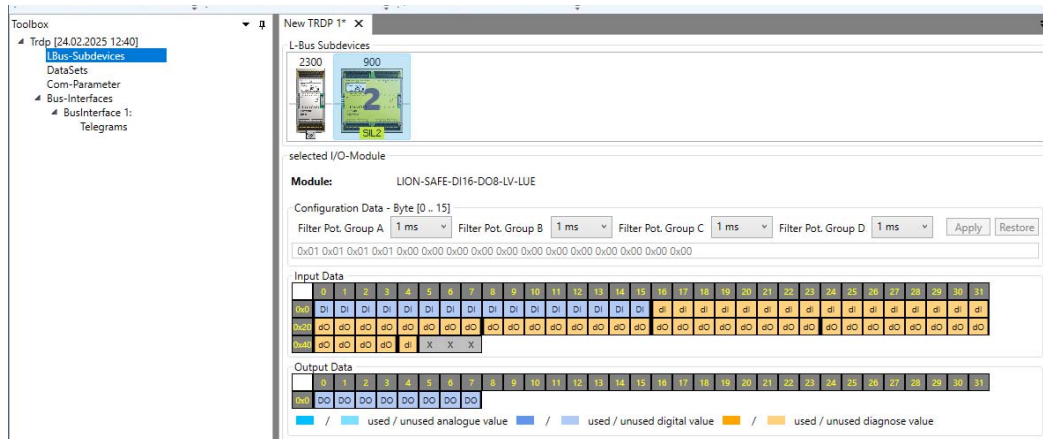 Toolbox
Trdp [24.02.2025 12:40]
LBus-Subdevices
DataSets
Com-Parameter
Bus-Interfaces
BusInterface 1:
Telegrams
New TRDP 1*
L-Bus Subdevices
2300 900
2
SIL2
selected I/O-Module
Module: LION-SAFE-DI16-DO8-LV-LUE
Configuration Data - Byte [0 .. 15]
Filter Pot. Group A 1 ms Filter Pot. Group B 1 ms Filter Pot. Group C 1 ms Filter Pot. Group D 1 ms Apply Restore
0x01 0x01 0x01 0x01 0x00 0x00 0x00 0x00 0x00 0x00 0x00 0x00 0x00 0x00 0x00 0x00
Input Data
0 1 2 3 4 5 6 7 8 9 10 11 12 13 14 15 16 17 18 19 20 21 22 23 24 25 26 27 28 29 30 31
0x0 DI DI DI DI DI DI DI DI DI DI DI DI DI DI DI DI dI dI dI dI dI dI dI dI dI dI dI dI dI dI dI dI
0x20 dO dO dO dO dO dO dO dO dO dO dO dO dO dO dO dO dO dO dO dO dO dO dO dO dO dO dO dO dO dO dO dO
0x40 dO dO dO dO dI X X X
Output Data
0 1 2 3 4 5 6 7 8 9 10 11 12 13 14 15 16 17 18 19 20 21 22 23 24 25 26 27 28 29 30 31
0x0 DO DO DO DO DO DO DO DO
/ used / unused analogue value / used / unused digital value / used / unused diagnose value